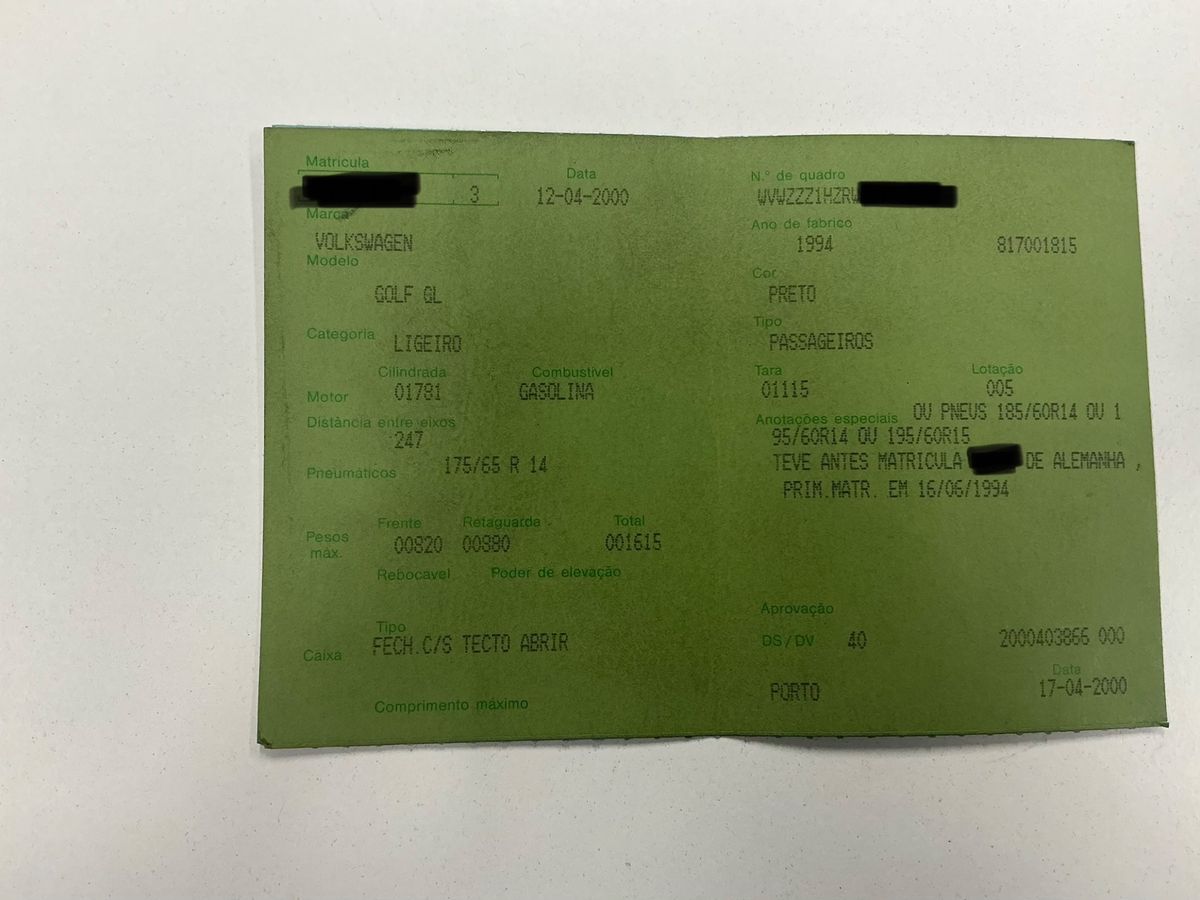 Matrícula
3
Data
12-04-2000
Marca
VOLKSWAGEN
Modelo
GOLF GL
Categoria LIGEIRO
Cilindrada Combustível
Motor 01781 GASOLINA
Distância entre eixos
247
Pneumáticos 175/65 R 14
Frente Retaguarda Total
Pesos máx. 00820 00880 001615
Rebocavel Poder de elevação
Tipo
Caixa FECH.C/S TECTO ABRIR
Comprimento máximo
N.º de quadro
WVWZZZ1HZRW
Ano de fabrico
1994 817001815
Cor
PRETO
Tipo
PASSAGEIROS
Tara Lotação
01115 005
Anotações especiais OU PNEUS 185/60R14 OU 1
95/60R14 OU 195/60R15
TEVE ANTES MATRICULA DE ALEMANHA ,
PRIM.MATR. EM 16/06/1994
Aprovação
DS/DV 40 2000403866 000
Data
PORTO 17-04-2000